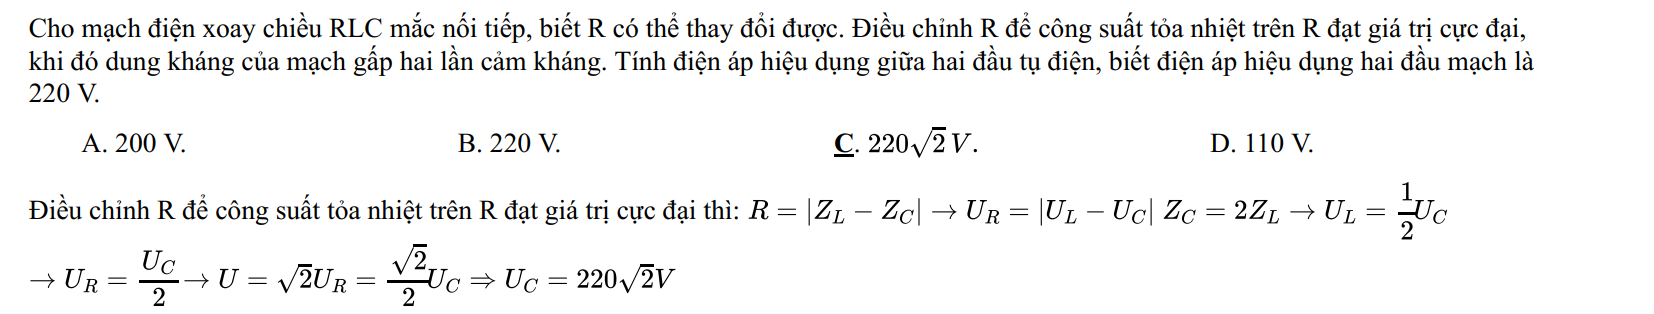 Cho mạch điện xoay chiều RLC mắc nối tiếp, biết R có thể thay đổi được. Điều chỉnh R để công suất tỏa nhiệt trên R đạt giá trị cực đại,
khi đó dung kháng của mạch gấp hai lần cảm kháng. Tính điện áp hiệu dụng giữa hai đầu tụ điện, biết điện áp hiệu dụng hai đầu mạch là
220 V.
A. 200 V. B. 220 V. C. $220\sqrt{2}V.$ D. 110 V.
Điều chỉnh R để công suất tỏa nhiệt trên R đạt giá trị cực đại thì: $R = |Z_L - Z_C| \rightarrow U_R = |U_L - U_C| \; Z_C = 2Z_L \rightarrow U_L = \frac{1}{2}U_C$
$\rightarrow U_R = \frac{U_C}{2} \rightarrow U = \sqrt{2}U_R = \frac{\sqrt{2}}{2}U_C \Rightarrow U_C = 220\sqrt{2}V$